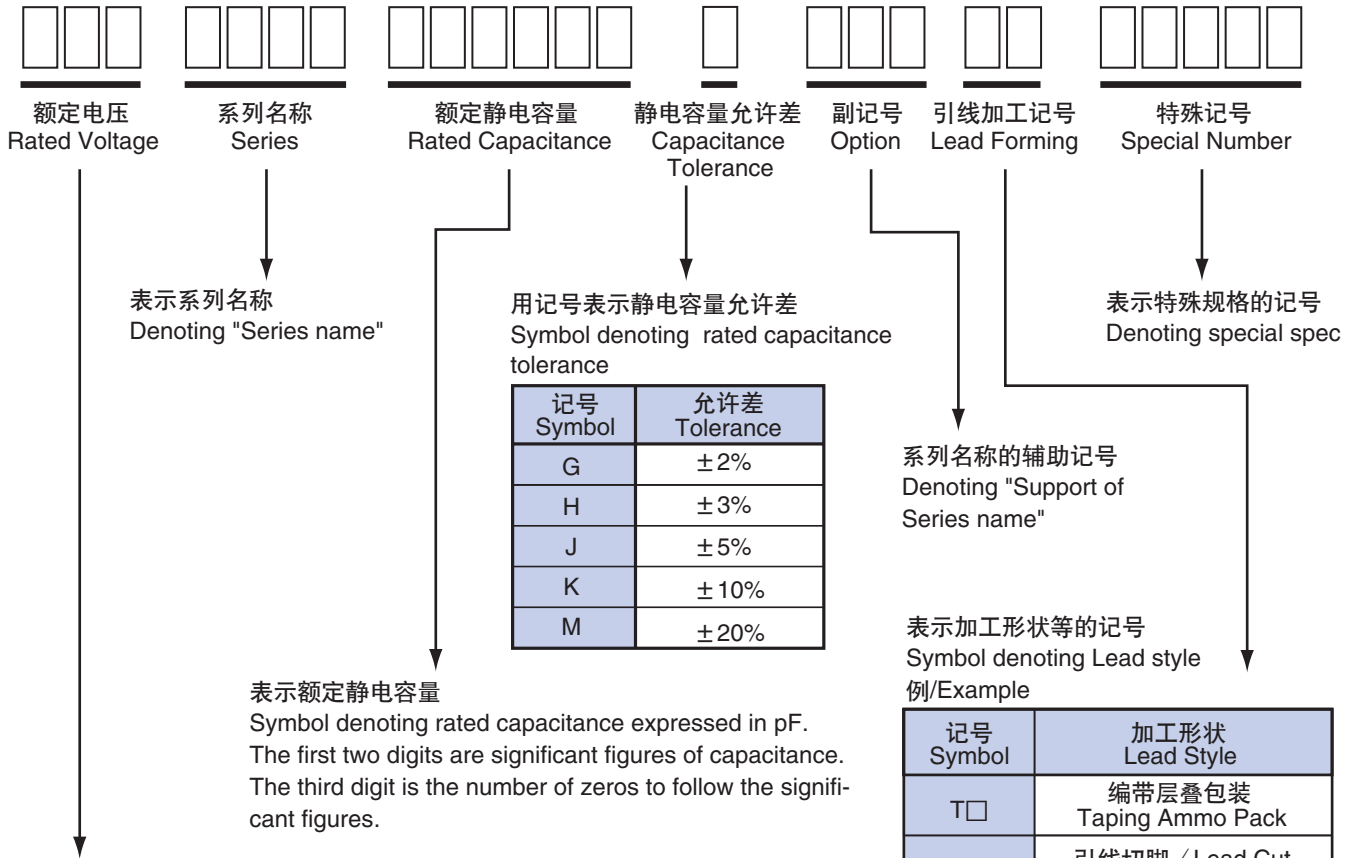 额定电压
Rated Voltage
系列名称
Series
额定静电容量
Rated Capacitance
静电容量允许差
Capacitance
Tolerance
副记号
Option
引线加工记号
Lead Forming
特殊记号
Special Number
表示系列名称
Denoting "Series name"
用记号表示静电容量允许差
Symbol denoting rated capacitance
tolerance
记号 允许差
Symbol Tolerance
G ±2%
H ±3%
J ±5%
K ±10%
M ±20%
表示特殊规格的记号
Denoting special spec
系列名称的辅助记号
Denoting "Support of
Series name"
表示额定静电容量
Symbol denoting rated capacitance expressed in pF.
The first two digits are significant figures of capacitance.
The third digit is the number of zeros to follow the signifi-
cant figures.
表示加工形状等的记号
Symbol denoting Lead style
例/Example
记号 加工形状
Symbol Lead Style
T□ 编带层叠包装
Taping Ammo Pack
引线切脚/Lead Cut